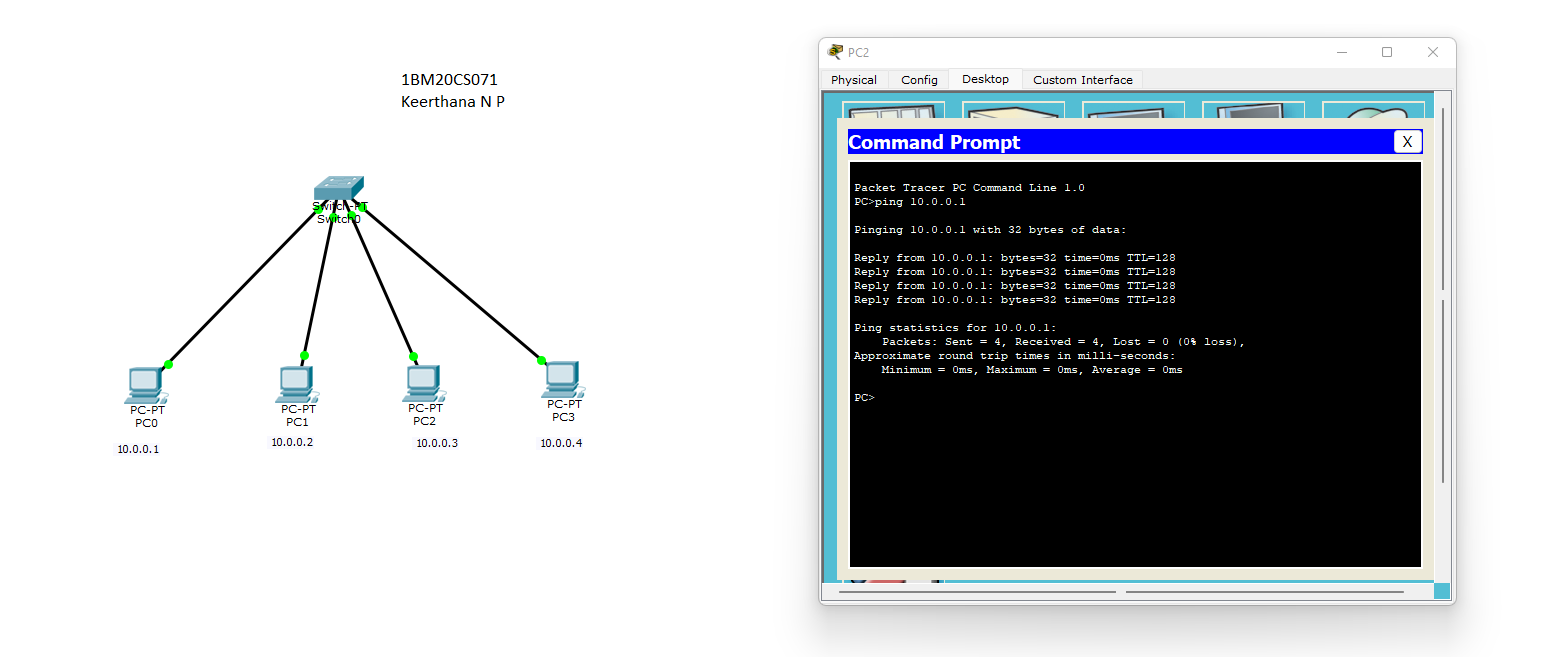 1BM20CS071
Keerthana N P
Switch-PT
Switch0
PC-PT
PC0
10.0.0.1
PC-PT
PC1
10.0.0.2
PC-PT
PC2
10.0.0.3
PC-PT
PC3
10.0.0.4
PC2
Physical Config Desktop Custom Interface
Command Prompt X
Packet Tracer PC Command Line 1.0
PC>ping 10.0.0.1
Pinging 10.0.0.1 with 32 bytes of data:
Reply from 10.0.0.1: bytes=32 time=0ms TTL=128
Reply from 10.0.0.1: bytes=32 time=0ms TTL=128
Reply from 10.0.0.1: bytes=32 time=0ms TTL=128
Reply from 10.0.0.1: bytes=32 time=0ms TTL=128
Ping statistics for 10.0.0.1:
Packets: Sent = 4, Received = 4, Lost = 0 (0% loss),
Approximate round trip times in milli-seconds:
Minimum = 0ms, Maximum = 0ms, Average = 0ms
PC>